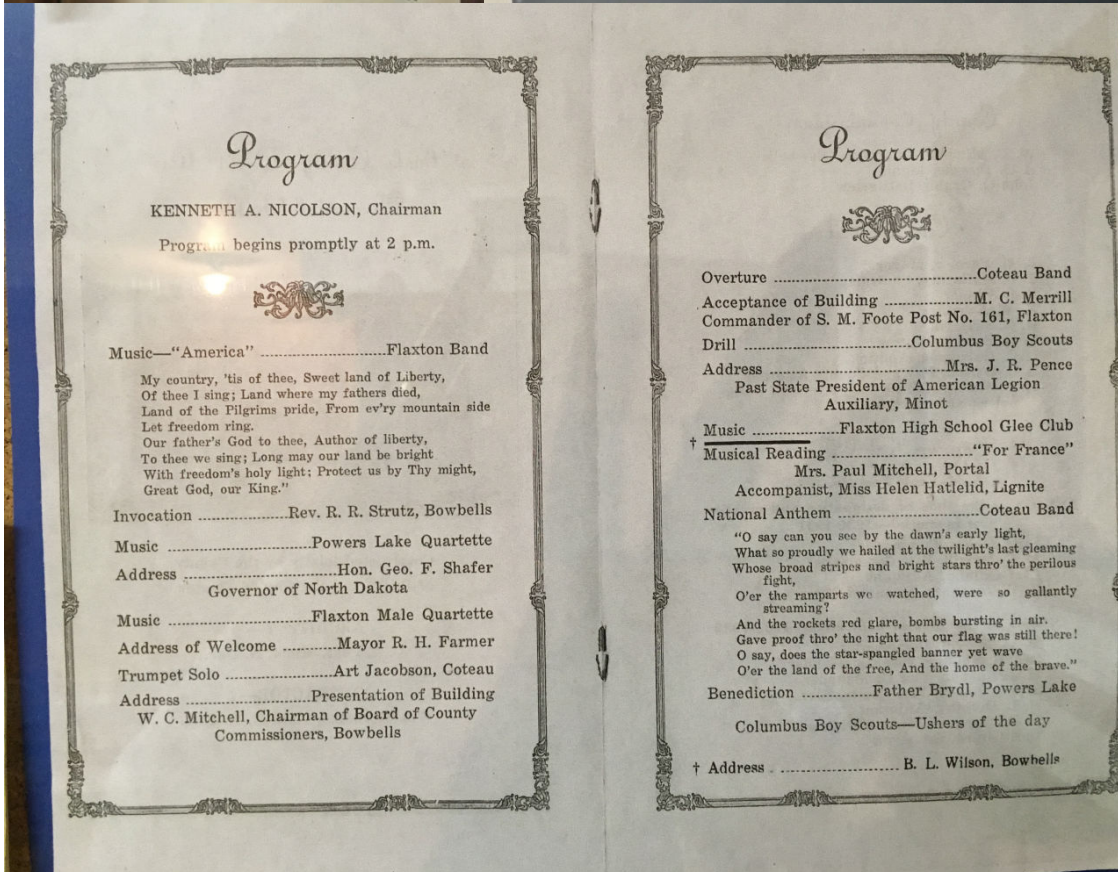 Program
KENNETH A. NICOLSON, Chairman
Program begins promptly at 2 p.m.
Music—"America" ........................Flaxton Band
My country, 'tis of thee, Sweet land of Liberty,
Of thee I sing; Land where my fathers died,
Land of the Pilgrims pride, From ev'ry mountain side
Let freedom ring.
Our father's God to thee, Author of liberty,
To thee we sing; Long may our land be bright
With freedom's holy light; Protect us by Thy might,
Great God, our King."
Invocation ..................Rev. R. R. Strutz, Bowbells
Music ............................Powers Lake Quartette
Address ..............................Hon. Geo. F. Shafer
Governor of North Dakota
Music ............................Flaxton Male Quartette
Address of Welcome ...........Mayor R. H. Farmer
Trumpet Solo .....................Art Jacobson, Coteau
Address .........................Presentation of Building
W. C. Mitchell, Chairman of Board of County
Commissioners, Bowbells
Program
Overture ........................................Coteau Band
Acceptance of Building .................M. C. Merrill
Commander of S. M. Foote Post No. 161, Flaxton
Drill .................................Columbus Boy Scouts
Address ..................................Mrs. J. R. Pence
Past State President of American Legion
Auxiliary, Minot
Music .................Flaxton High School Glee Club
† Musical Reading ............................."For France"
Mrs. Paul Mitchell, Portal
Accompanist, Miss Helen Hatlelid, Lignite
National Anthem ...........................Coteau Band
"O say can you see by the dawn's early light,
What so proudly we hailed at the twilight's last gleaming
Whose broad stripes and bright stars thro' the perilous
fight,
O'er the ramparts we watched, were so gallantly
streaming?
And the rockets red glare, bombs bursting in air.
Gave proof thro' the night that our flag was still there!
O say, does the star-spangled banner yet wave
O'er the land of the free, And the home of the brave."
Benediction ..............Father Brydl, Powers Lake
Columbus Boy Scouts—Ushers of the day
† Address . ........................ B. L. Wilson, Bowbells